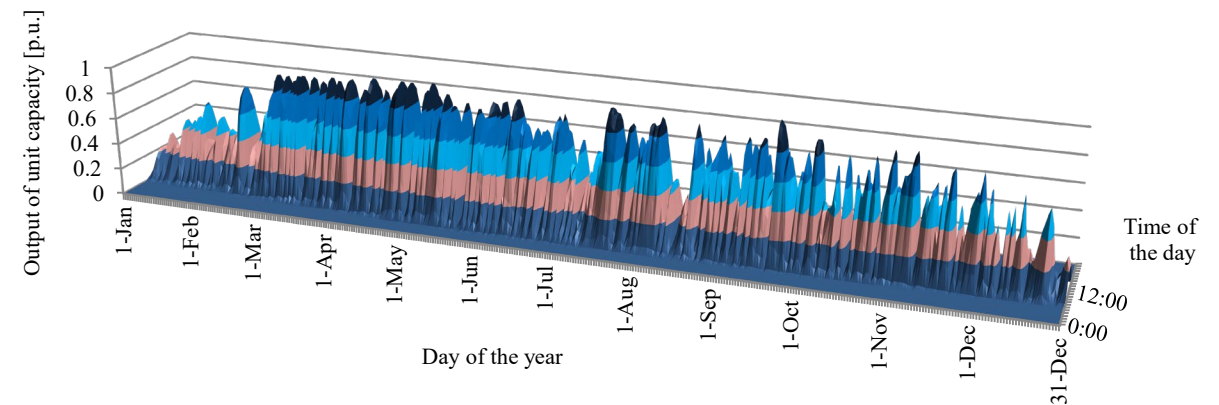 Output of unit capacity [p.u.]
1
0.8
0.6
0.4
0.2
0
1-Jan
1-Feb
1-Mar
1-Apr
1-May
1-Jun
1-Jul
1-Aug
1-Sep
1-Oct
1-Nov
1-Dec
31-Dec
Day of the year
0:00
12:00
Time of
the day